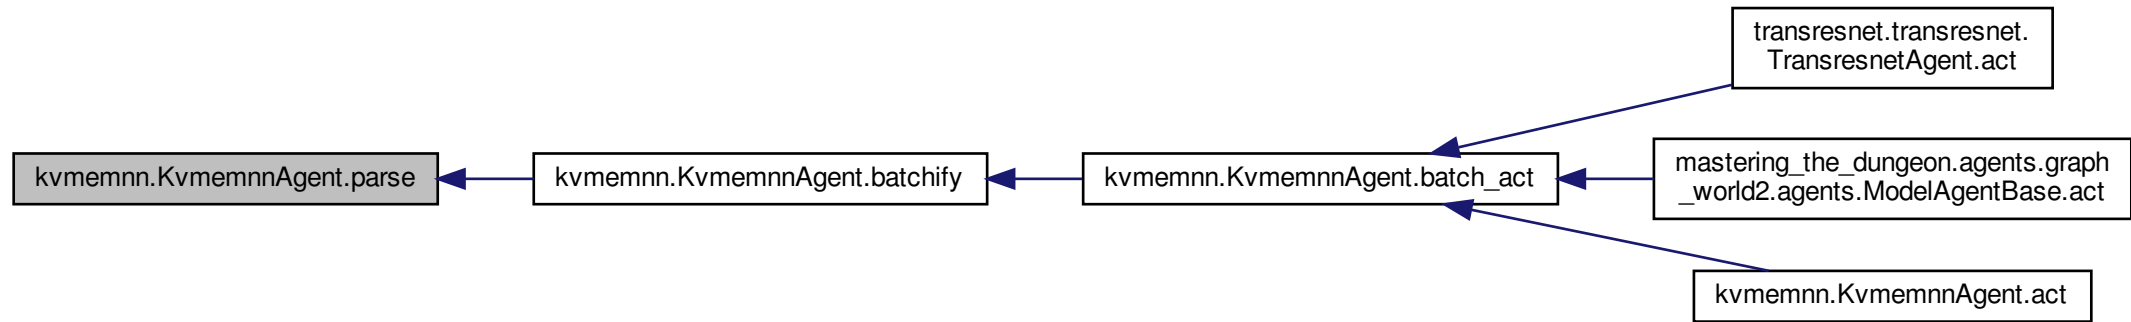 kvmemnn.KvmemnnAgent.parse
kvmemnn.KvmemnnAgent.batchify
kvmemnn.KvmemnnAgent.batch_act
transresnet.transresnet.
TransresnetAgent.act
mastering_the_dungeon.agents.graph
_world2.agents.ModelAgentBase.act
kvmemnn.KvmemnnAgent.act